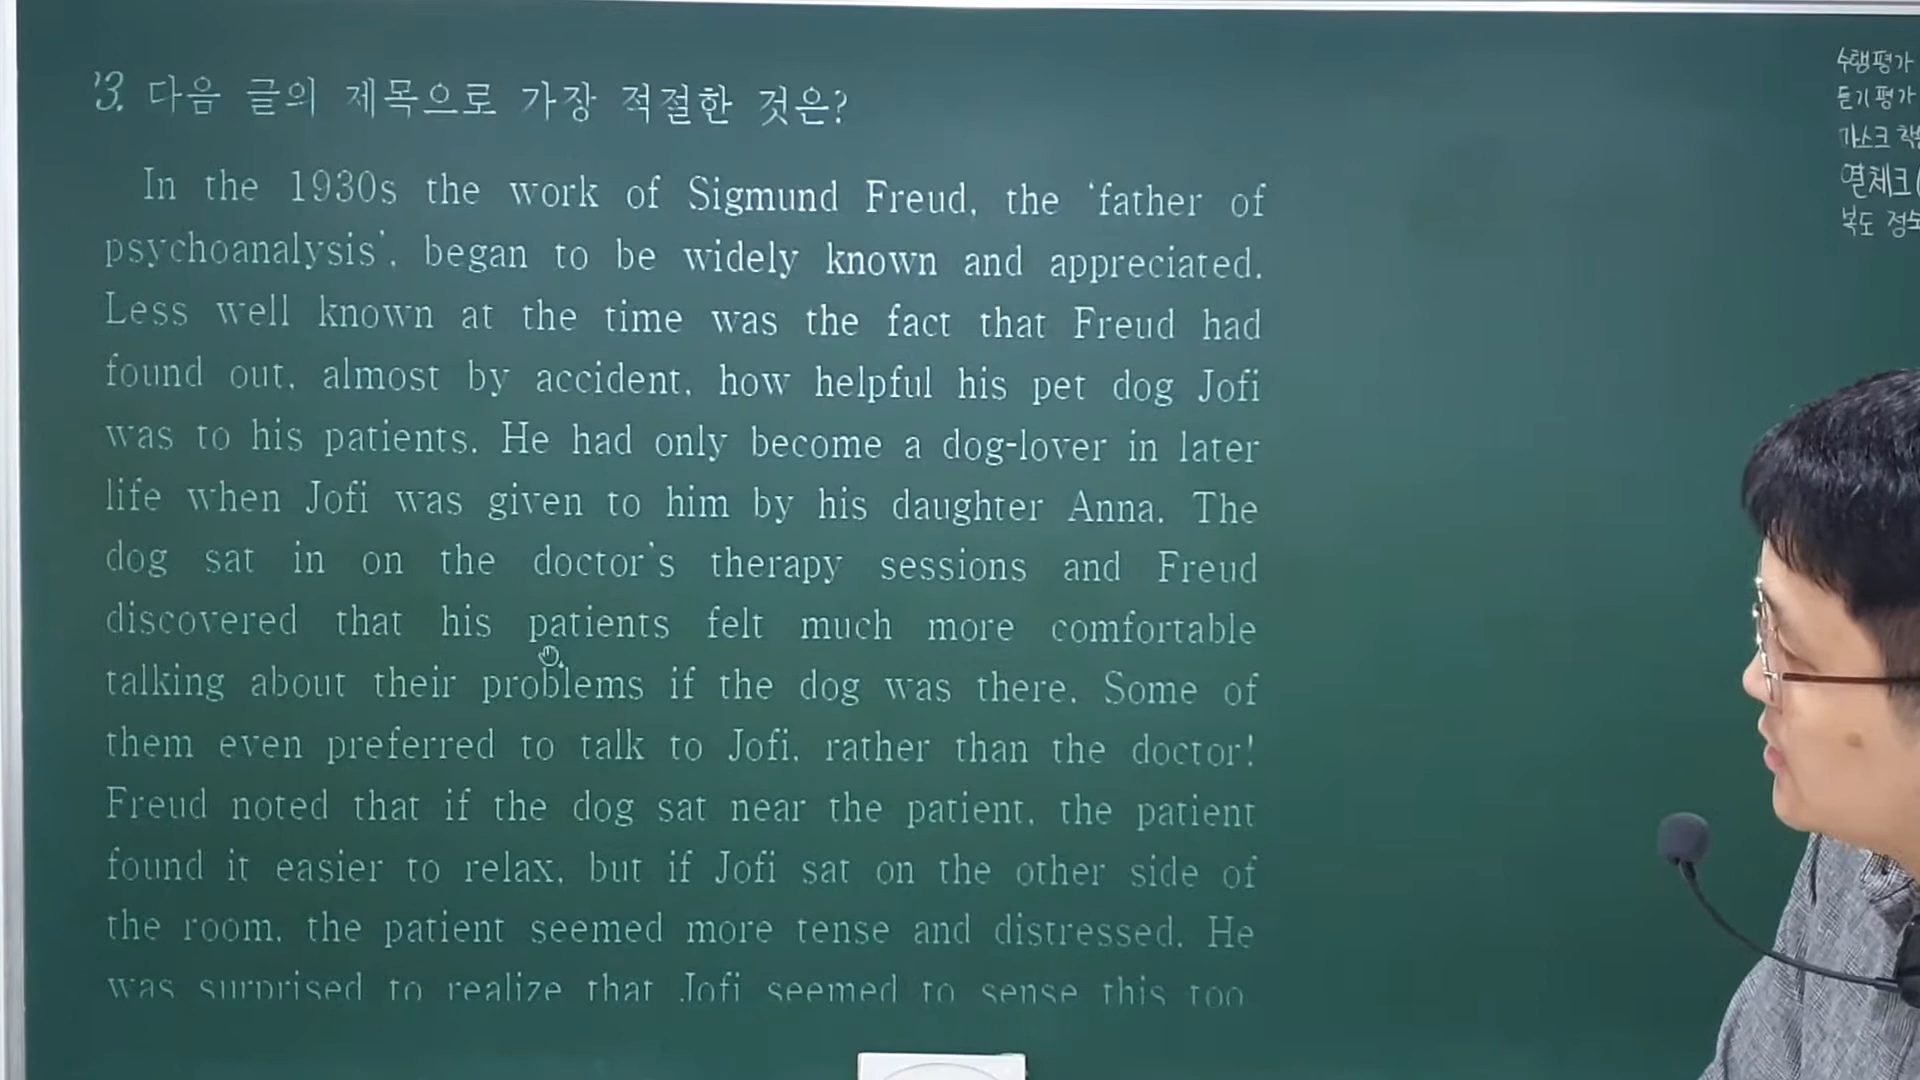 3. 다음 글의 제목으로 가장 적절한 것은?
In the 1930s the work of Sigmund Freud, the ‘father of
psychoanalysis’, began to be widely known and appreciated.
Less well known at the time was the fact that Freud had
found out, almost by accident, how helpful his pet dog Jofi
was to his patients. He had only become a dog-lover in later
life when Jofi was given to him by his daughter Anna. The
dog sat in on the doctor's therapy sessions and Freud
discovered that his patients felt much more comfortable
talking about their problems if the dog was there. Some of
them even preferred to talk to Jofi, rather than the doctor!
Freud noted that if the dog sat near the patient, the patient
found it easier to relax, but if Jofi sat on the other side of
the room, the patient seemed more tense and distressed. He
was surprised to realize that Jofi seemed to sense this too
수행평가
듣기평가
마스크
열체크
복도